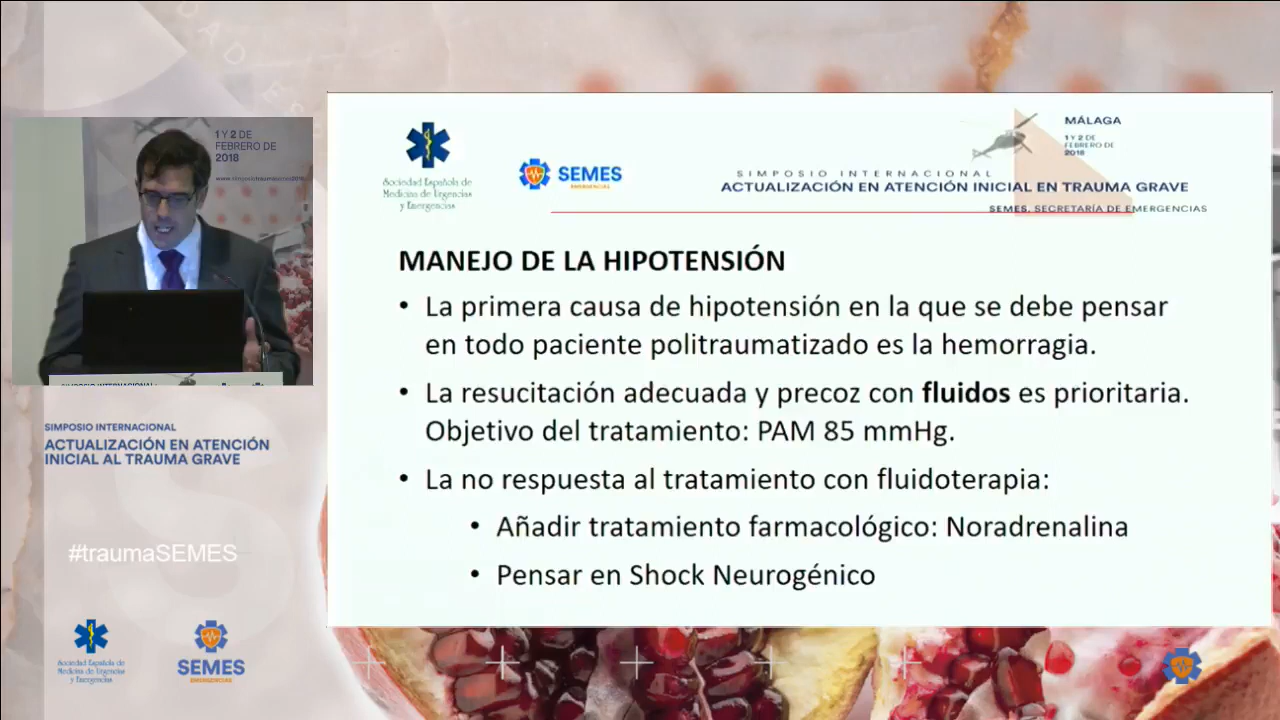 1 Y 2 DE
FEBRERO DE
2018
SIMPOSIO INTERNACIONAL
ACTUALIZACIÓN EN ATENCIÓN
INICIAL AL TRAUMA GRAVE
#traumaSEMES
Sociedad Española de
Medicina de Urgencias
y Emergencias
SEMES
EMERGENCIAS
Sociedad Española de
Medicina de Urgencias
y Emergencias
SEMES
EMERGENCIAS
MÁLAGA
1 Y 2 DE
FEBRERO DE
2018
SIMPOSIO INTERNACIONAL
ACTUALIZACIÓN EN ATENCIÓN INICIAL EN TRAUMA GRAVE
SEMES. SECRETARÍA DE EMERGENCIAS
MANEJO DE LA HIPOTENSIÓN
• La primera causa de hipotensión en la que se debe pensar
en todo paciente politraumatizado es la hemorragia.
• La resucitación adecuada y precoz con fluidos es prioritaria.
Objetivo del tratamiento: PAM 85 mmHg.
• La no respuesta al tratamiento con fluidoterapia:
• Añadir tratamiento farmacológico: Noradrenalina
• Pensar en Shock Neurogénico